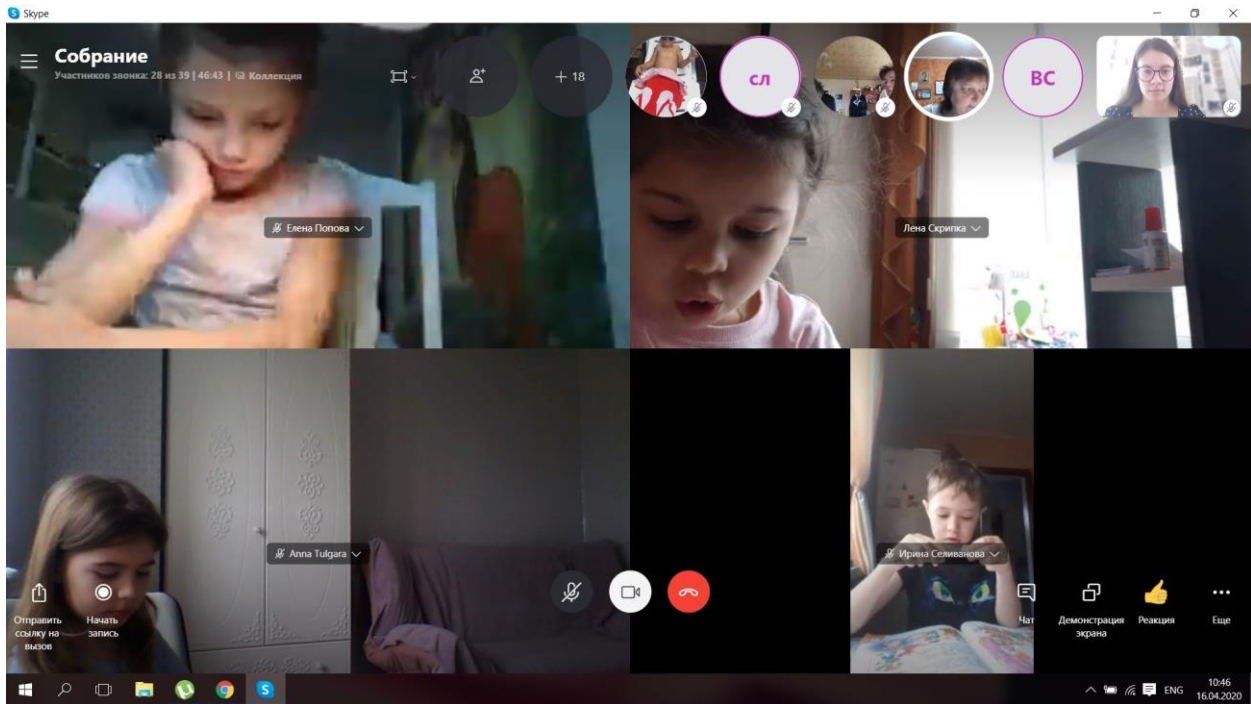 Skype
Собрание
Участников звонка: 28 из 39 | 46:43 | Коллекция
+ 18
сл
ВС
Елена Попова
Лена Скрипка
Anna Tulgara
Ирина Селиванова
Отправить
ссылку на
вызов
Начать
запись
Чат
Демонстрация
экрана
Реакция
Еще
ENG
10:46
16.04.2020